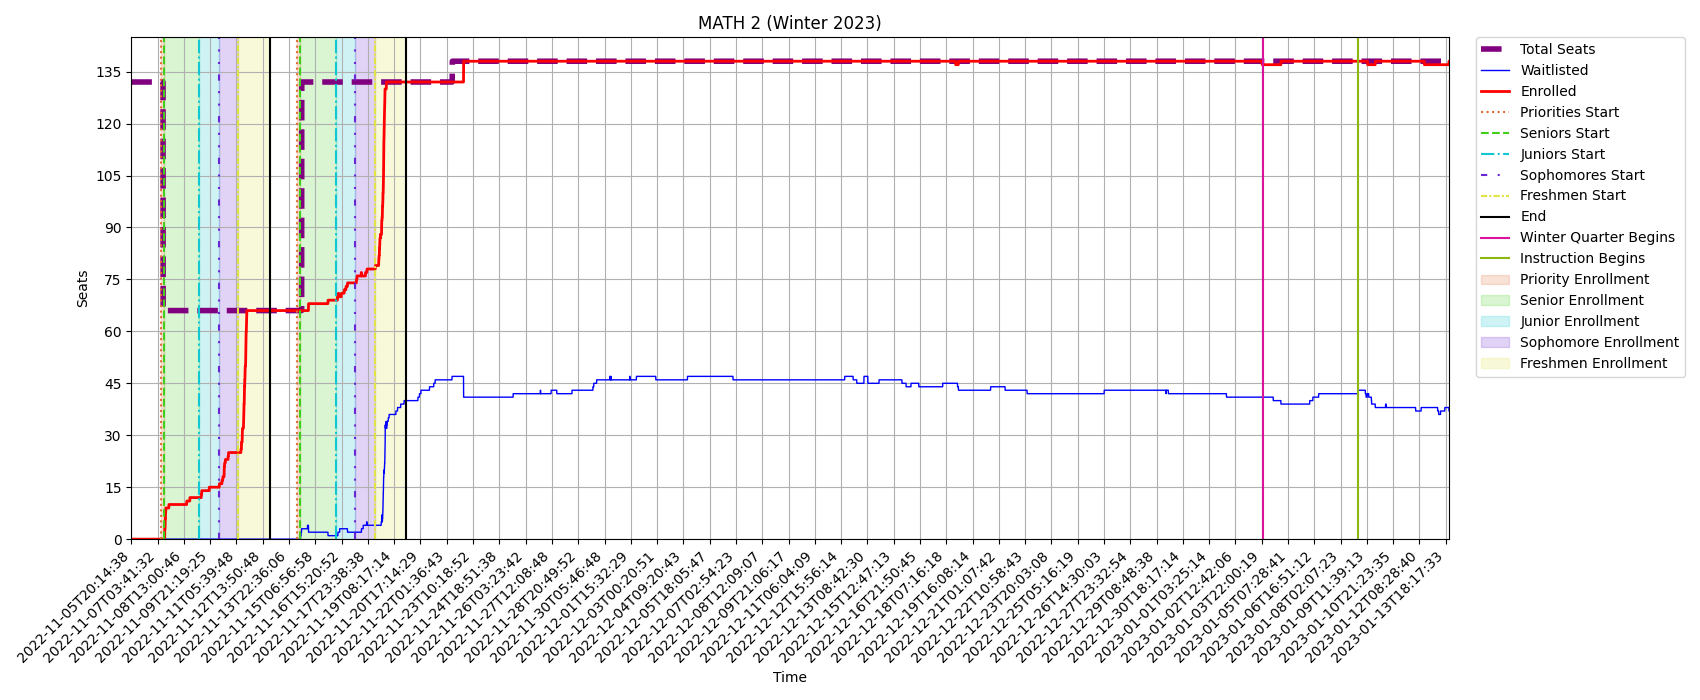 MATH 2 (Winter 2023)
Seats
135
120
105
90
75
60
45
30
15
0
2022-11-05T20:14:38
2022-11-07T03:41:32
2022-11-08T13:00:46
2022-11-09T21:19:25
2022-11-11T05:39:48
2022-11-12T13:50:48
2022-11-13T22:36:06
2022-11-15T06:56:58
2022-11-16T15:20:52
2022-11-17T23:38:38
2022-11-19T08:17:14
2022-11-20T17:14:29
2022-11-22T01:36:43
2022-11-23T10:18:52
2022-11-24T18:51:38
2022-11-26T03:23:42
2022-11-27T12:08:48
2022-11-28T20:49:52
2022-11-30T05:46:48
2022-12-01T15:32:29
2022-12-03T00:20:51
2022-12-04T09:20:43
2022-12-05T18:05:47
2022-12-07T02:54:23
2022-12-08T12:09:07
2022-12-09T21:06:17
2022-12-11T06:04:09
2022-12-12T15:56:14
2022-12-14T08:42:30
2022-12-15T12:47:13
2022-12-16T21:50:45
2022-12-18T07:16:18
2022-12-19T16:08:14
2022-12-21T01:07:42
2022-12-22T10:58:43
2022-12-23T20:03:08
2022-12-25T05:16:19
2022-12-26T14:30:03
2022-12-27T23:32:54
2022-12-29T08:48:38
2022-12-30T18:17:14
2023-01-01T03:25:14
2023-01-02T12:42:06
2023-01-03T22:00:19
2023-01-05T07:28:41
2023-01-06T16:51:12
2023-01-08T02:07:23
2023-01-09T11:39:13
2023-01-10T21:23:35
2023-01-12T08:28:40
2023-01-13T18:17:33
Time
Total Seats
Waitlisted
Enrolled
Priorities Start
Seniors Start
Juniors Start
Sophomores Start
Freshmen Start
End
Winter Quarter Begins
Instruction Begins
Priority Enrollment
Senior Enrollment
Junior Enrollment
Sophomore Enrollment
Freshmen Enrollment